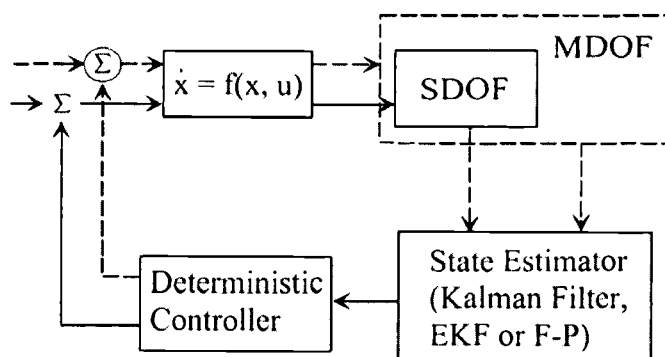 Σ
Σ
ẋ = f(x, u)
MDOF
SDOF
Deterministic
Controller
State Estimator
(Kalman Filter,
EKF or F-P)